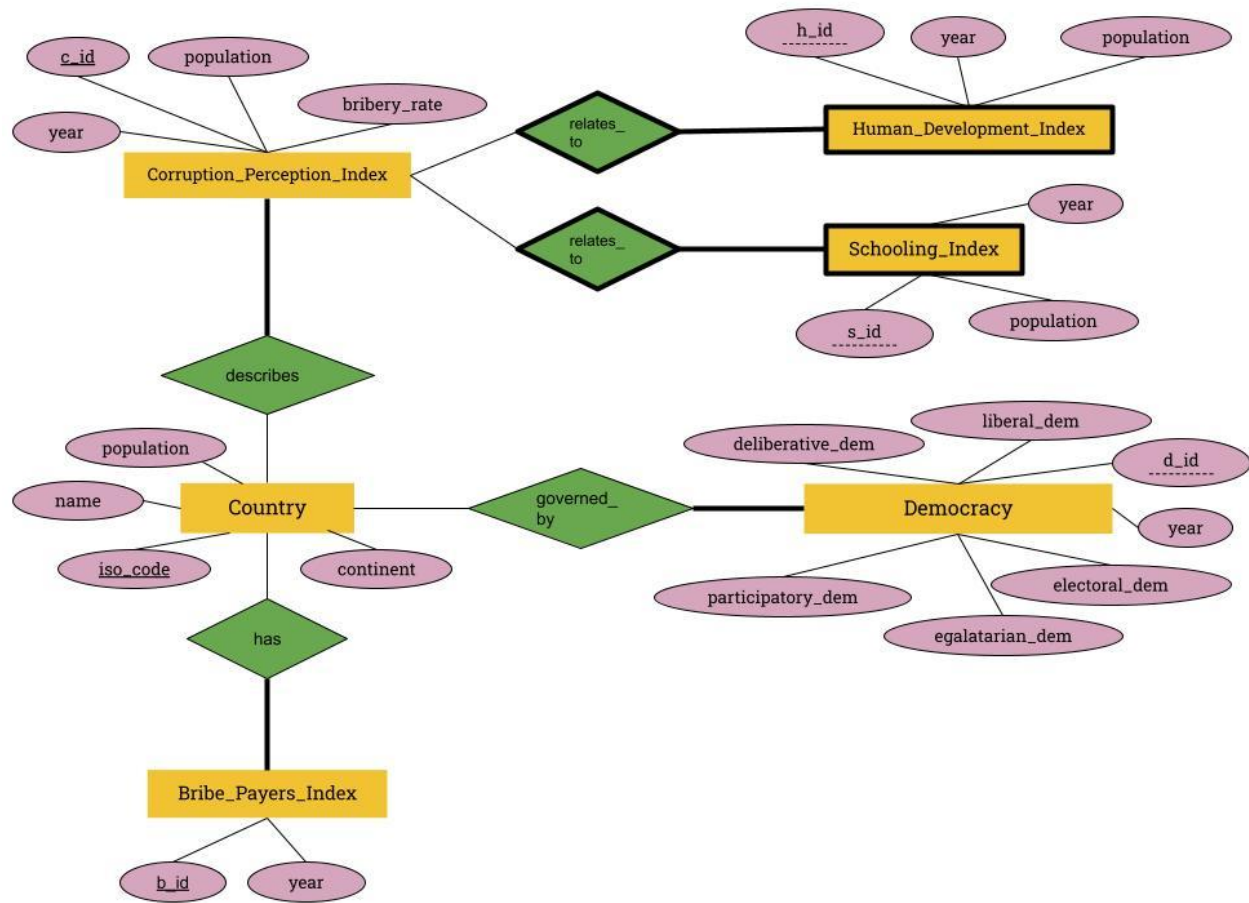 h_id
year
population
c_id
population
bribery_rate
year
relates_
to
Human_Development_Index
Corruption_Perception_Index
year
relates_
to
Schooling_Index
s_id
population
describes
liberal_dem
deliberative_dem
d_id
population
name
Country
governed_
by
Democracy
year
iso_code
continent
participatory_dem
electoral_dem
egalatarian_dem
has
Bribe_Payers_Index
b_id
year